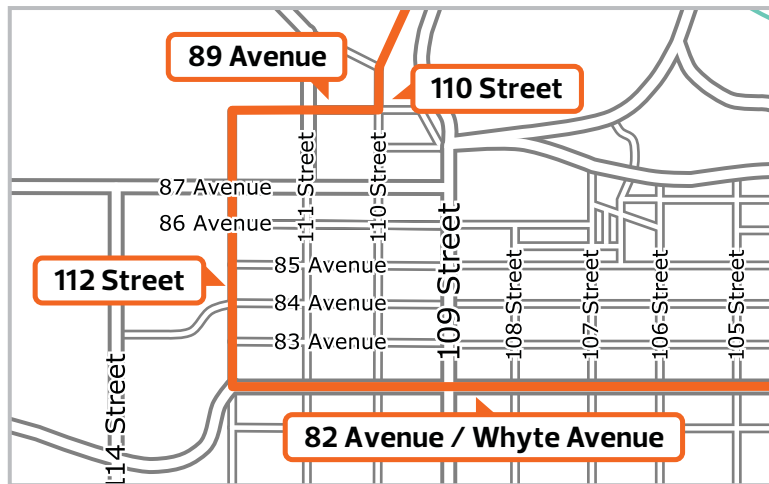 89 Avenue
110 Street
87 Avenue
111 Street
110 Street
86 Avenue
109 Street
112 Street
85 Avenue
108 Street
107 Street
106 Street
105 Street
84 Avenue
83 Avenue
114 Street
82 Avenue / Whyte Avenue